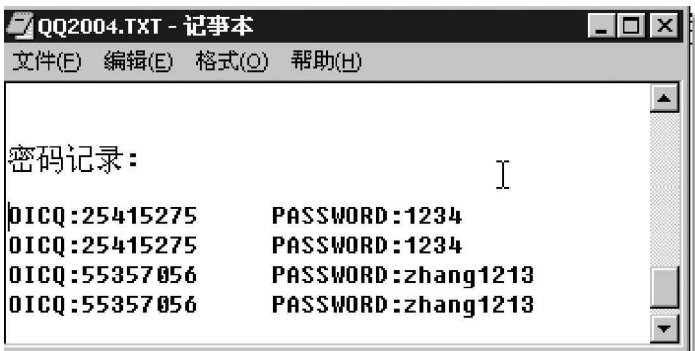 QQ2004.TXT - 记事本
文件(F) 编辑(E) 格式(O) 帮助(H)
密码记录:
OICQ:25415275 PASSWORD:1234
OICQ:25415275 PASSWORD:1234
OICQ:55357056 PASSWORD:zhang1213
OICQ:55357056 PASSWORD:zhang1213